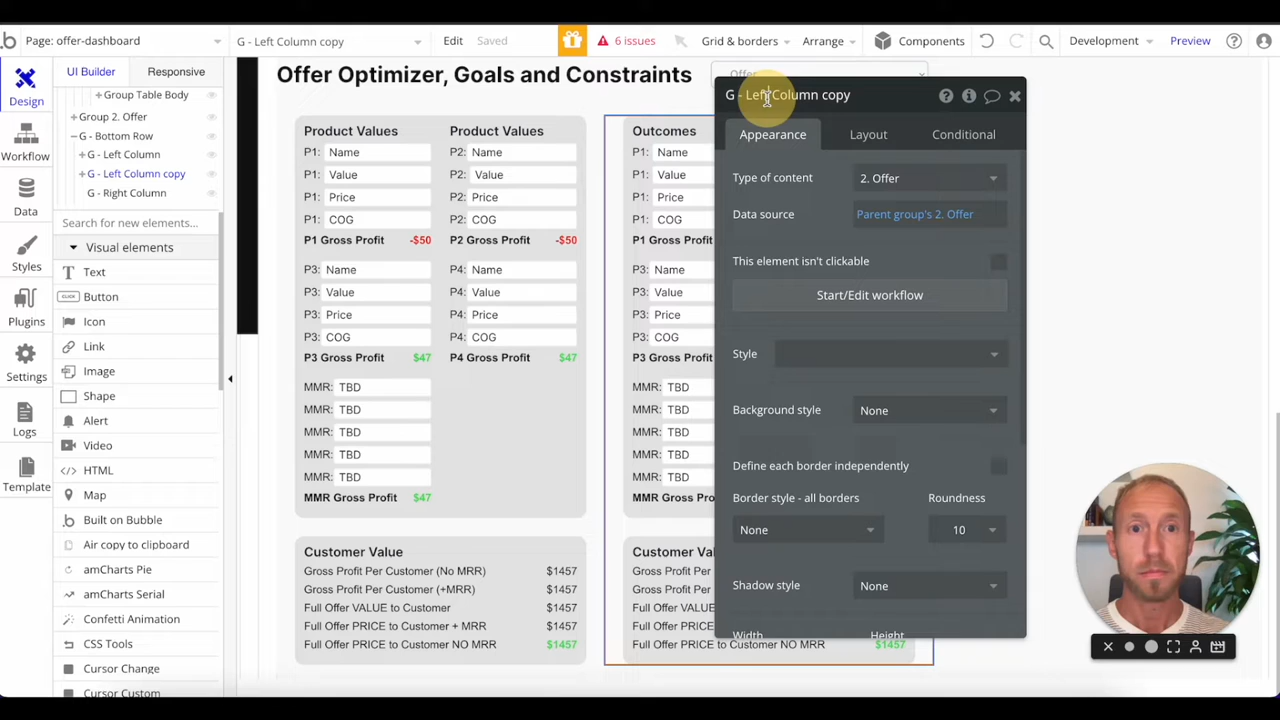 Page: offer-dashboard
G - Left Column copy
Edit
Saved
6 issues
Grid & borders
Arrange
Components
Development
Preview
Design
Workflow
Data
Styles
Plugins
Settings
Logs
Template
UI Builder
Responsive
Group Table Body
Group 2. Offer
G - Bottom Row
G - Left Column
G - Left Column copy
G - Right Column
Search for new elements...
Visual elements
Text
CLICK
Button
Icon
Link
Image
Shape
Alert
Video
</> HTML
Map
Built on Bubble
Air copy to clipboard
amCharts Pie
amCharts Serial
Confetti Animation
CSS Tools
Cursor Change
Cursor Custom
Offer Optimizer, Goals and Constraints
Offer
Product Values
P1: Name
P1: Value
P1: Price
P1: COG
P1 Gross Profit -$50
P3: Name
P3: Value
P3: Price
P3: COG
P3 Gross Profit $47
MMR: TBD
MMR: TBD
MMR: TBD
MMR: TBD
MMR: TBD
MMR Gross Profit $47
Product Values
P2: Name
P2: Value
P2: Price
P2: COG
P2 Gross Profit -$50
P4: Name
P4: Value
P4: Price
P4: COG
P4 Gross Profit $47
Customer Value
Gross Profit Per Customer (No MRR) $1457
Gross Profit Per Customer (+MRR) $1457
Full Offer VALUE to Customer $1457
Full Offer PRICE to Customer + MRR $1457
Full Offer PRICE to Customer NO MRR $1457
Outcomes
P1: Name
P1: Value
P1: Price
P1: COG
P1 Gross Profit
P3: Name
P3: Value
P3: Price
P3: COG
P3 Gross Profit
MMR: TBD
MMR: TBD
MMR: TBD
MMR: TBD
MMR: TBD
MMR Gross Pro
Customer Val
Gross Profit Per
Gross Profit Per
Full Offer VALU
Full Offer PRICE
Full Offer PRICE to Customer NO MRR $1457
G - Left Column copy
Appearance
Layout
Conditional
Type of content
2. Offer
Data source
Parent group's 2. Offer
This element isn't clickable
Start/Edit workflow
Style
Background style
None
Define each border independently
Border style - all borders
Roundness
None
10
Shadow style
None
Width
Height